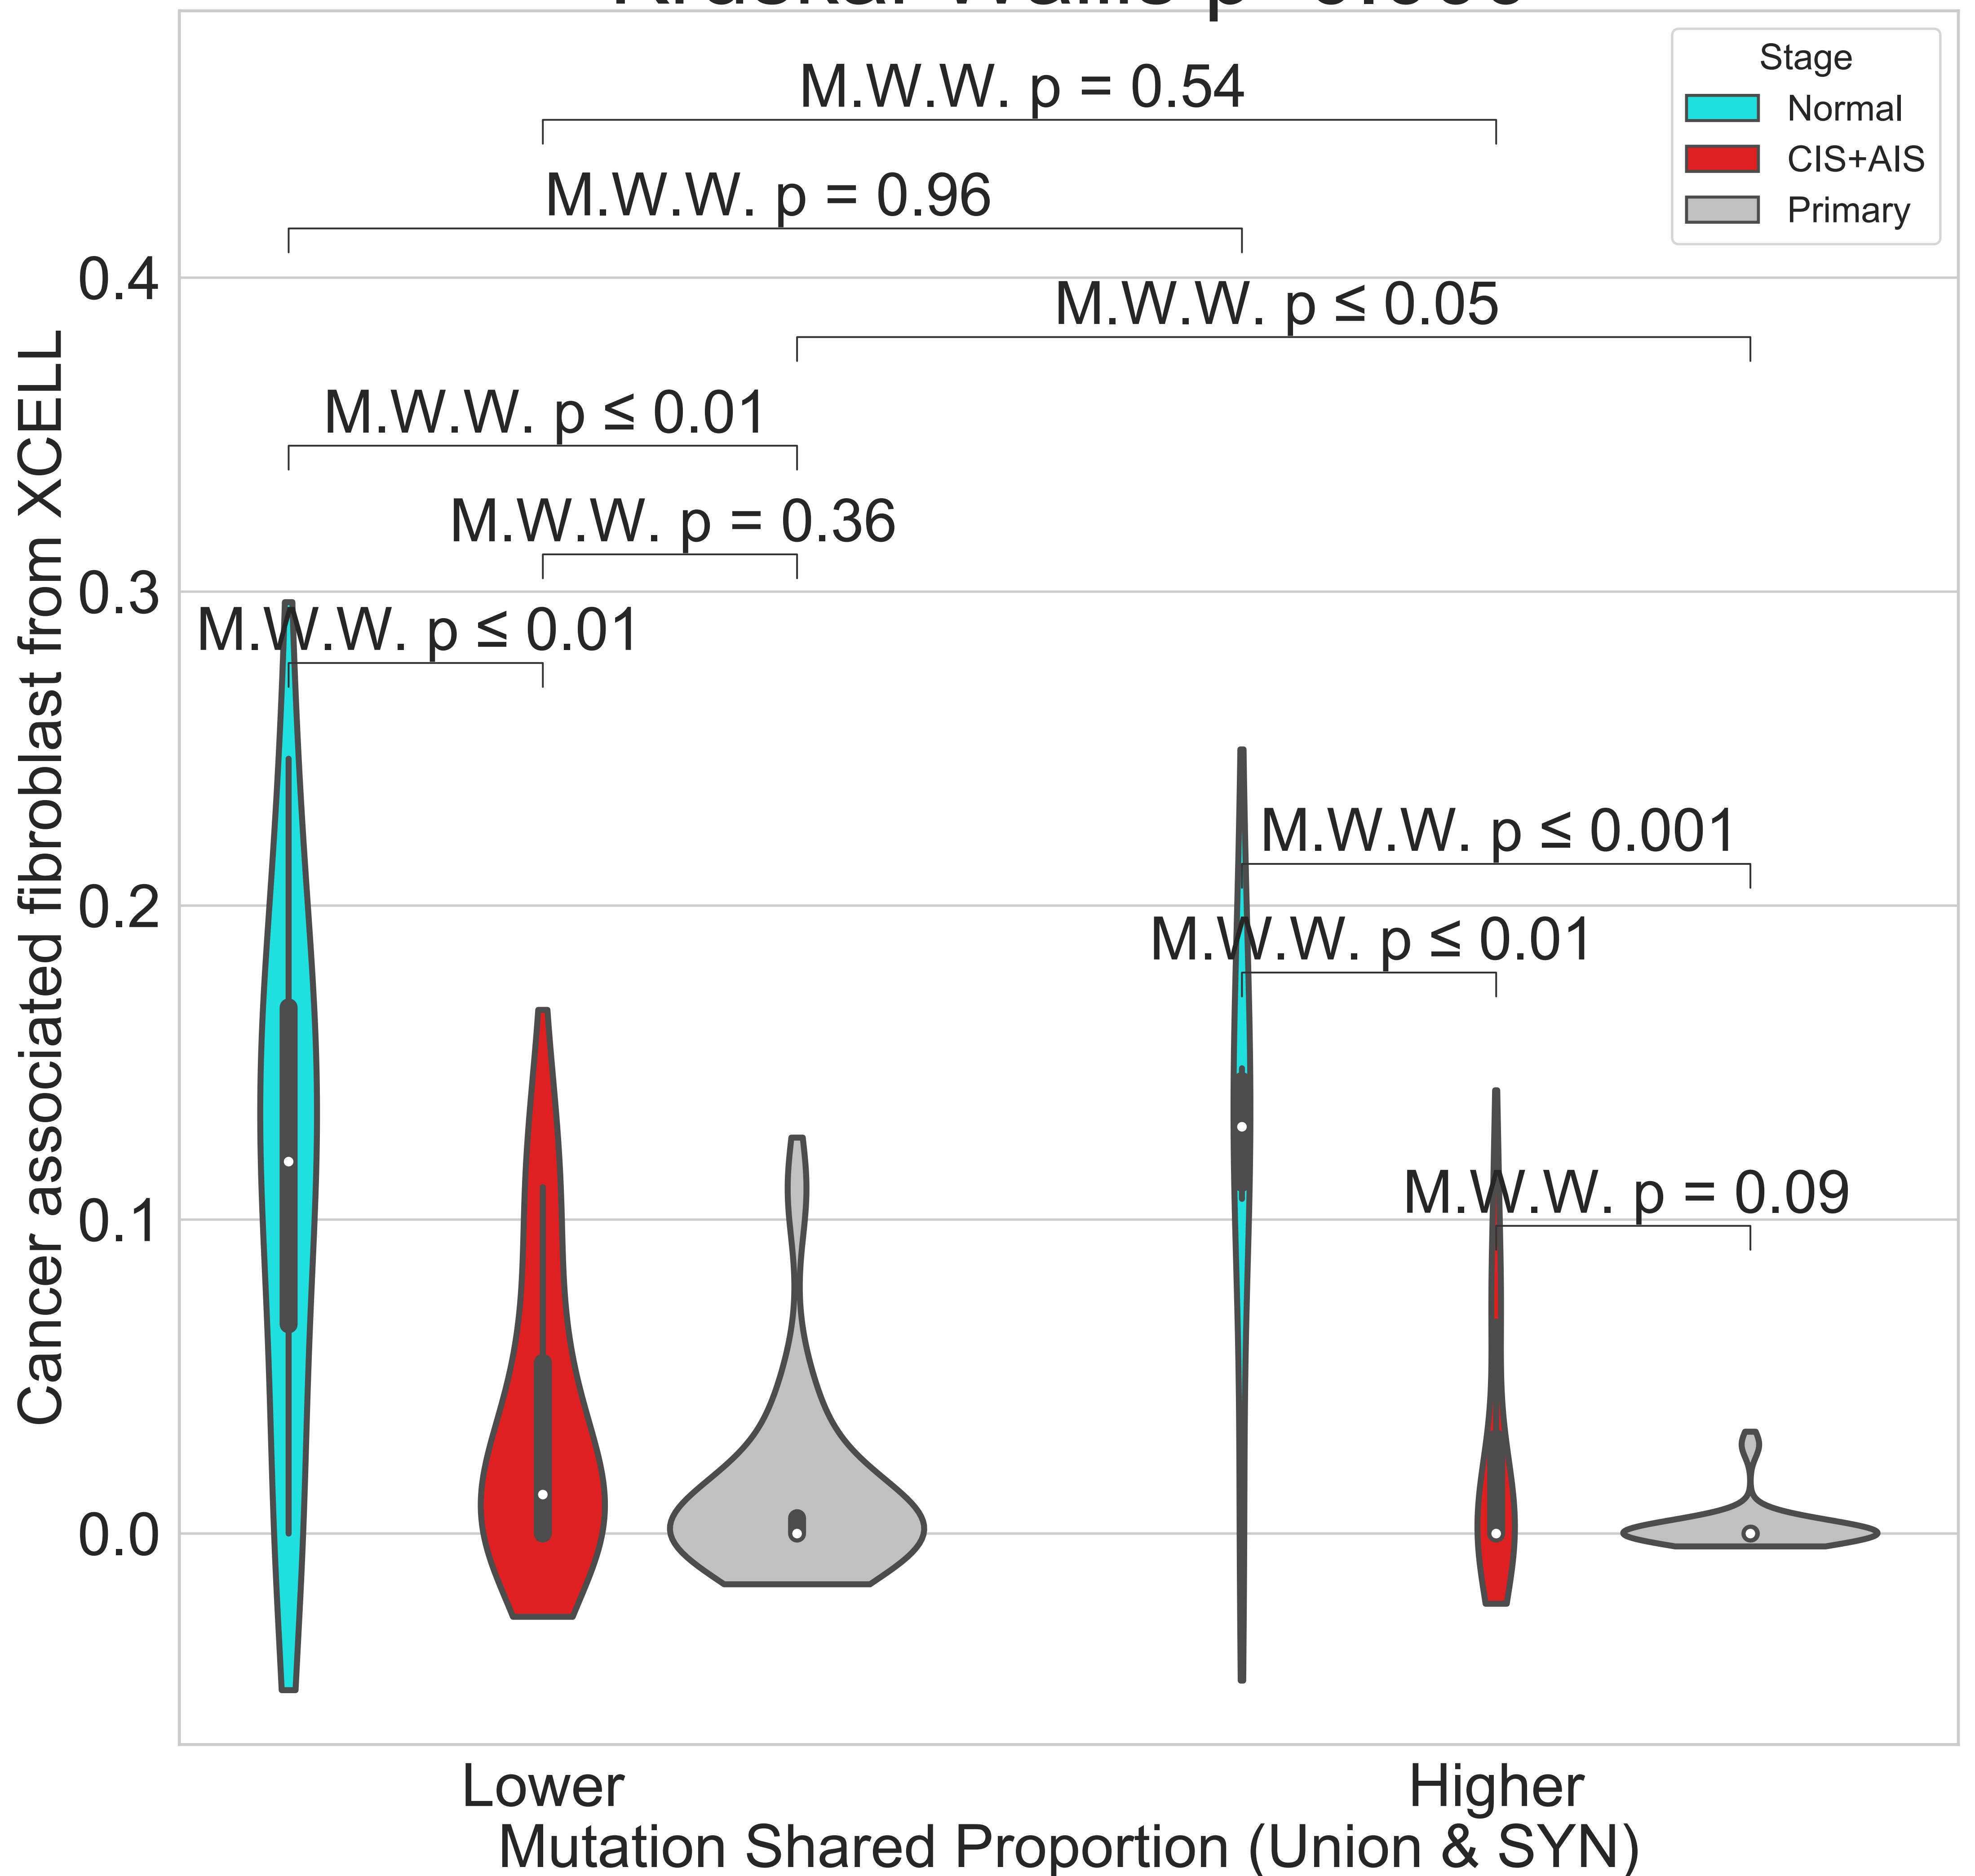 Stage
Normal
CIS+AIS
Primary
M.W.W. p = 0.54
M.W.W. p = 0.96
M.W.W. p ≤ 0.05
M.W.W. p ≤ 0.01
M.W.W. p = 0.36
M.W.W. p ≤ 0.01
M.W.W. p ≤ 0.001
M.W.W. p ≤ 0.01
M.W.W. p = 0.09
Cancer associated fibroblast from XCELL
0.4
0.3
0.2
0.1
0.0
Lower
Higher
Mutation Shared Proportion (Union & SYN)